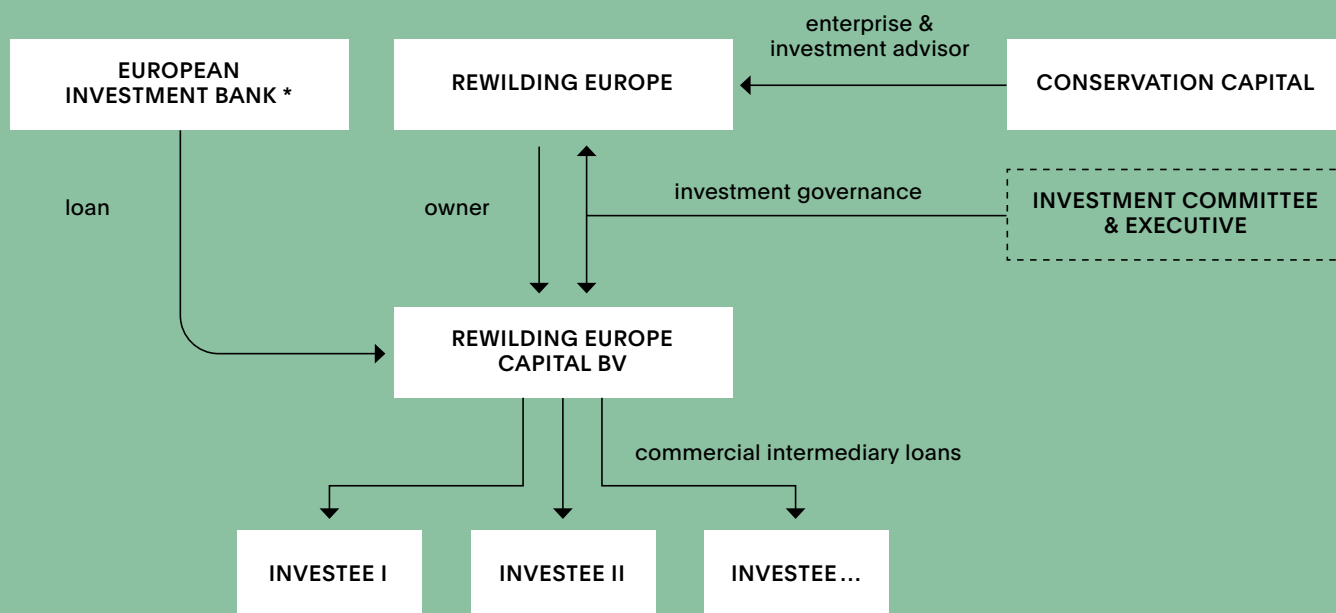 enterprise &
investment advisor
EUROPEAN
INVESTMENT BANK *
REWILDING EUROPE
CONSERVATION CAPITAL
loan
owner
investment governance
INVESTMENT COMMITTEE
& EXECUTIVE
REWILDING EUROPE
CAPITAL BV
commercial intermediary loans
INVESTEE I
INVESTEE II
INVESTEE...